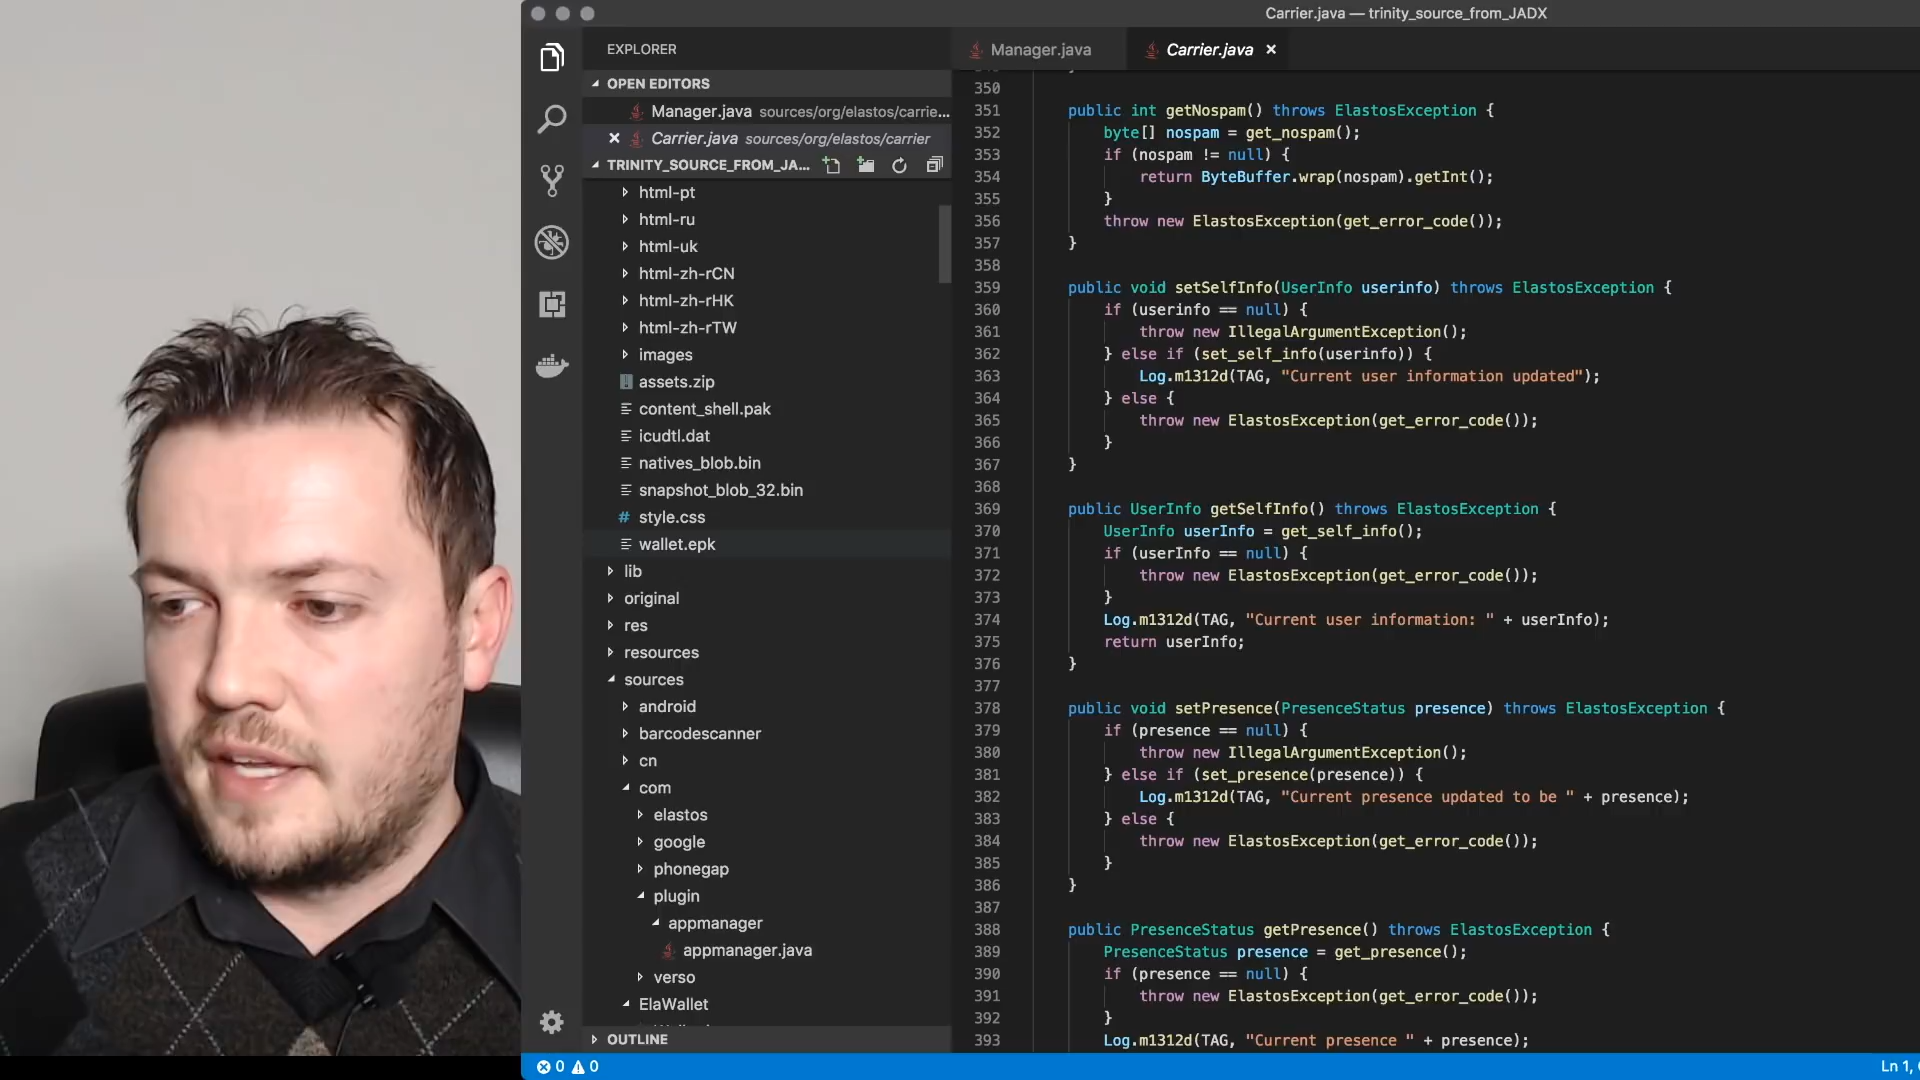 Carrier.java — trinity_source_from_JADX
EXPLORER
OPEN EDITORS
Manager.java sources/org/elastos/carrie...
Carrier.java sources/org/elastos/carrier
TRINITY_SOURCE_FROM_JA...
html-pt
html-ru
html-uk
html-zh-rCN
html-zh-rHK
html-zh-rTW
images
assets.zip
content_shell.pak
icudtl.dat
natives_blob.bin
snapshot_blob_32.bin
style.css
wallet.epk
lib
original
res
resources
sources
android
barcodescanner
cn
com
elastos
google
phonegap
plugin
appmanager
appmanager.java
verso
ElaWallet
OUTLINE
Manager.java
Carrier.java
350
351 public int getNospam() throws ElastosException {
352 byte[] nospam = get_nospam();
353 if (nospam != null) {
354 return ByteBuffer.wrap(nospam).getInt();
355 }
356 throw new ElastosException(get_error_code());
357 }
358
359 public void setSelfInfo(UserInfo userinfo) throws ElastosException {
360 if (userinfo == null) {
361 throw new IllegalArgumentException();
362 } else if (set_self_info(userinfo)) {
363 Log.m1312d(TAG, "Current user information updated");
364 } else {
365 throw new ElastosException(get_error_code());
366 }
367 }
368
369 public UserInfo getSelfInfo() throws ElastosException {
370 UserInfo userInfo = get_self_info();
371 if (userInfo == null) {
372 throw new ElastosException(get_error_code());
373 }
374 Log.m1312d(TAG, "Current user information: " + userInfo);
375 return userInfo;
376 }
377
378 public void setPresence(PresenceStatus presence) throws ElastosException {
379 if (presence == null) {
380 throw new IllegalArgumentException();
381 } else if (set_presence(presence)) {
382 Log.m1312d(TAG, "Current presence updated to be " + presence);
383 } else {
384 throw new ElastosException(get_error_code());
385 }
386 }
387
388 public PresenceStatus getPresence() throws ElastosException {
389 PresenceStatus presence = get_presence();
390 if (presence == null) {
391 throw new ElastosException(get_error_code());
392 }
393 Log.m1312d(TAG, "Current presence " + presence);
0 0
Ln 1,